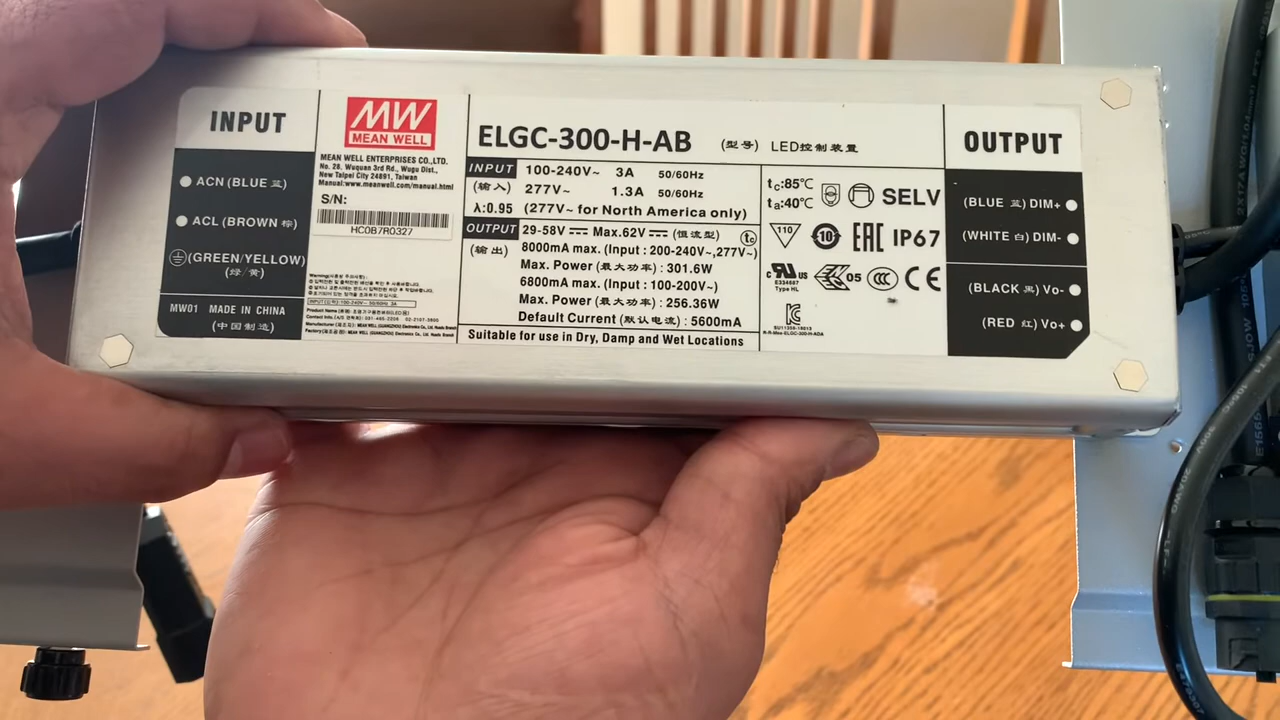 INPUT
ACN (BLUE 蓝)
ACL (BROWN 棕)
(GREEN/YELLOW)
(绿/黄)
MW01 MADE IN CHINA
(中国制造)
MW
MEAN WELL
MEAN WELL ENTERPRISES CO.,LTD.
No. 28, Wuquan 3rd Rd., Wugu Dist.,
New Taipei City 24891, Taiwan
Manual:www.meanwell.com/manual.html
S/N:
HC0B7R0327
ELGC-300-H-AB (型号) LED控制装置
INPUT 100-240V~ 3A 50/60Hz
(输入) 277V~ 1.3A 50/60Hz
λ:0.95 (277V~ for North America only)
OUTPUT 29-58V max.62V (恒流型) tc
(输出) 8000mA max.(Input:200-240V~,277V~)
Max. Power (最大功率) : 301.6W
6800mA max.(Input:100-200V~)
Max. Power (最大功率) : 256.36W
Default Current (默认电流) : 5600mA
Suitable for use in Dry, Damp and Wet Locations
tc:85℃
ta:40℃
SELV
110
10
EAC
IP67
c RU US
E334687
Type HL
05
CCC
CE
OUTPUT
(BLUE 蓝) DIM+
(WHITE 白) DIM-
(BLACK 黑) Vo-
(RED 红) Vo+